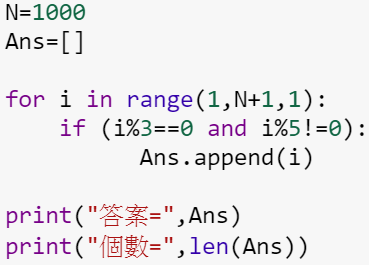 N=1000
Ans=[]
for i in range(1,N+1,1):
    if (i%3==0 and i%5!=0):
          Ans.append(i)
print("答案=",Ans)
print("個數=",len(Ans))